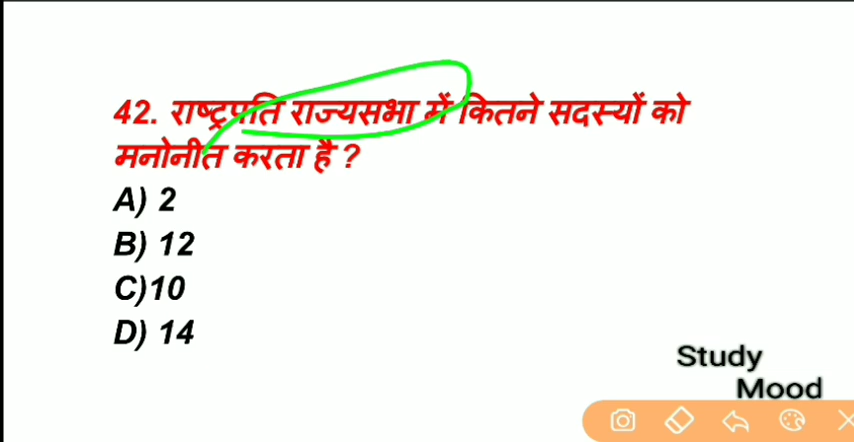 42. राष्ट्रपति राज्यसभा में कितने सदस्यों को
मनोनीत करता है ?
A) 2
B) 12
C)10
D) 14
Study
Mood